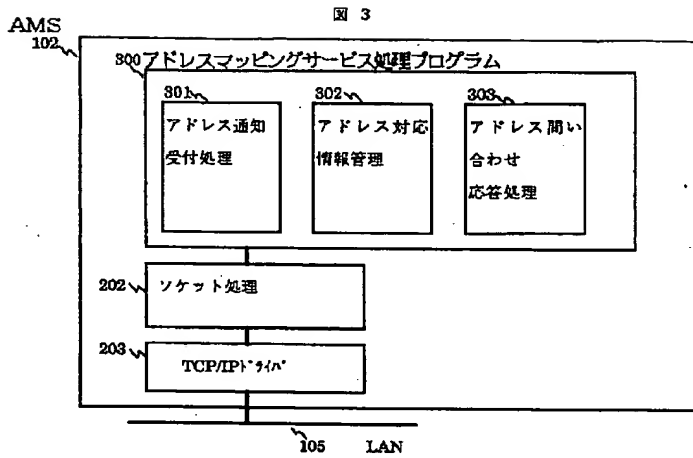 図 3
AMS
102
300アドレスマッピングサービス処理プログラム
301
アドレス通知
受付処理
302
アドレス対応
情報管理
303
アドレス問い
合わせ
応答処理
202
ソケット処理
203
TCP/IPドライバ
105
LAN